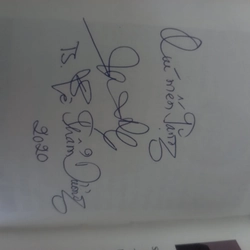 Quí mến Tặng
TS Lê Thẩm Dương
2020